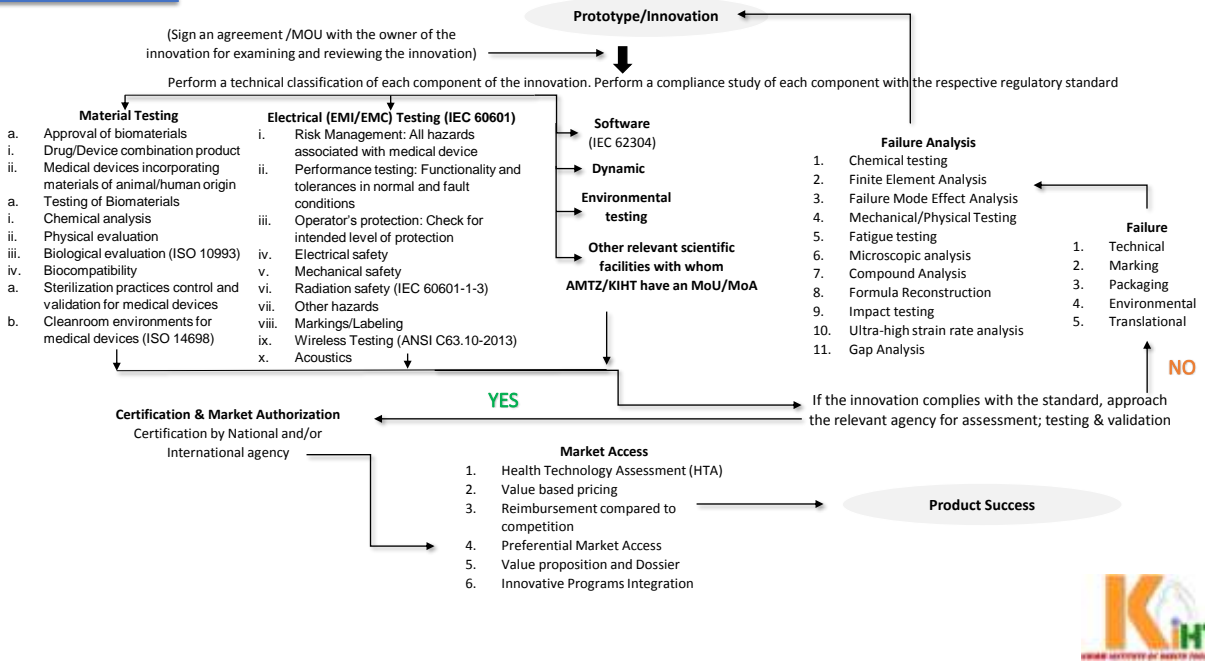 Prototype/Innovation
(Sign an agreement /MOU with the owner of the
innovation for examining and reviewing the innovation)
Perform a technical classification of each component of the innovation. Perform a compliance study of each component with the respective regulatory standard
Material Testing
a. Approval of biomaterials
i. Drug/Device combination product
ii. Medical devices incorporating
materials of animal/human origin
a. Testing of Biomaterials
i. Chemical analysis
ii. Physical evaluation
iii. Biological evaluation (ISO 10993)
iv. Biocompatibility
a. Sterilization practices control and
validation for medical devices
b. Cleanroom environments for
medical devices (ISO 14698)
Electrical (EMI/EMC) Testing (IEC 60601)
i. Risk Management: All hazards
associated with medical device
ii. Performance testing: Functionality and
tolerances in normal and fault
conditions
iii. Operator's protection: Check for
intended level of protection
iv. Electrical safety
v. Mechanical safety
vi. Radiation safety (IEC 60601-1-3)
vii. Other hazards
viii. Markings/Labeling
ix. Wireless Testing (ANSI C63.10-2013)
x. Acoustics
Software
(IEC 62304)
Dynamic
Environmental
testing
Other relevant scientific
facilities with whom
AMTZ/KIHT have an MoU/MoA
Failure Analysis
1. Chemical testing
2. Finite Element Analysis
3. Failure Mode Effect Analysis
4. Mechanical/Physical Testing
5. Fatigue testing
6. Microscopic analysis
7. Compound Analysis
8. Formula Reconstruction
9. Impact testing
10. Ultra-high strain rate analysis
11. Gap Analysis
Failure
1. Technical
2. Marking
3. Packaging
4. Environmental
5. Translational
NO
YES
If the innovation complies with the standard, approach
the relevant agency for assessment; testing & validation
Certification & Market Authorization
Certification by National and/or
International agency
Market Access
1. Health Technology Assessment (HTA)
2. Value based pricing
3. Reimbursement compared to
competition
4. Preferential Market Access
5. Value proposition and Dossier
6. Innovative Programs Integration
Product Success
KiHT